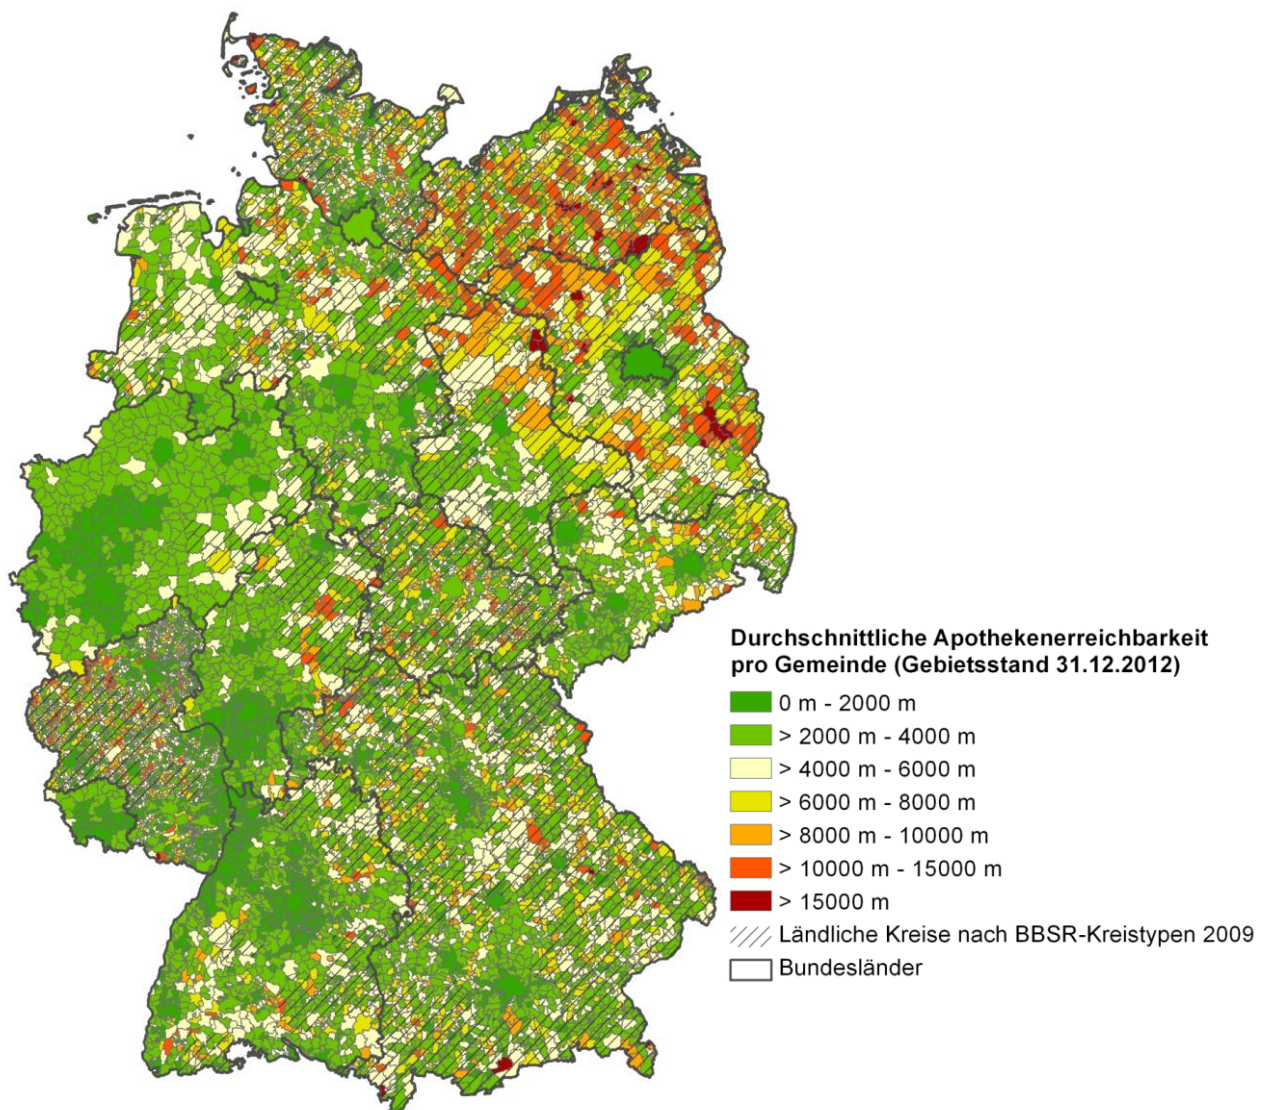 Durchschnittliche Apothekenerreichbarkeit
pro Gemeinde (Gebietsstand 31.12.2012)
0 m - 2000 m
> 2000 m - 4000 m
> 4000 m - 6000 m
> 6000 m - 8000 m
> 8000 m - 10000 m
> 10000 m - 15000 m
> 15000 m
Ländliche Kreise nach BBSR-Kreistypen 2009
Bundesländer